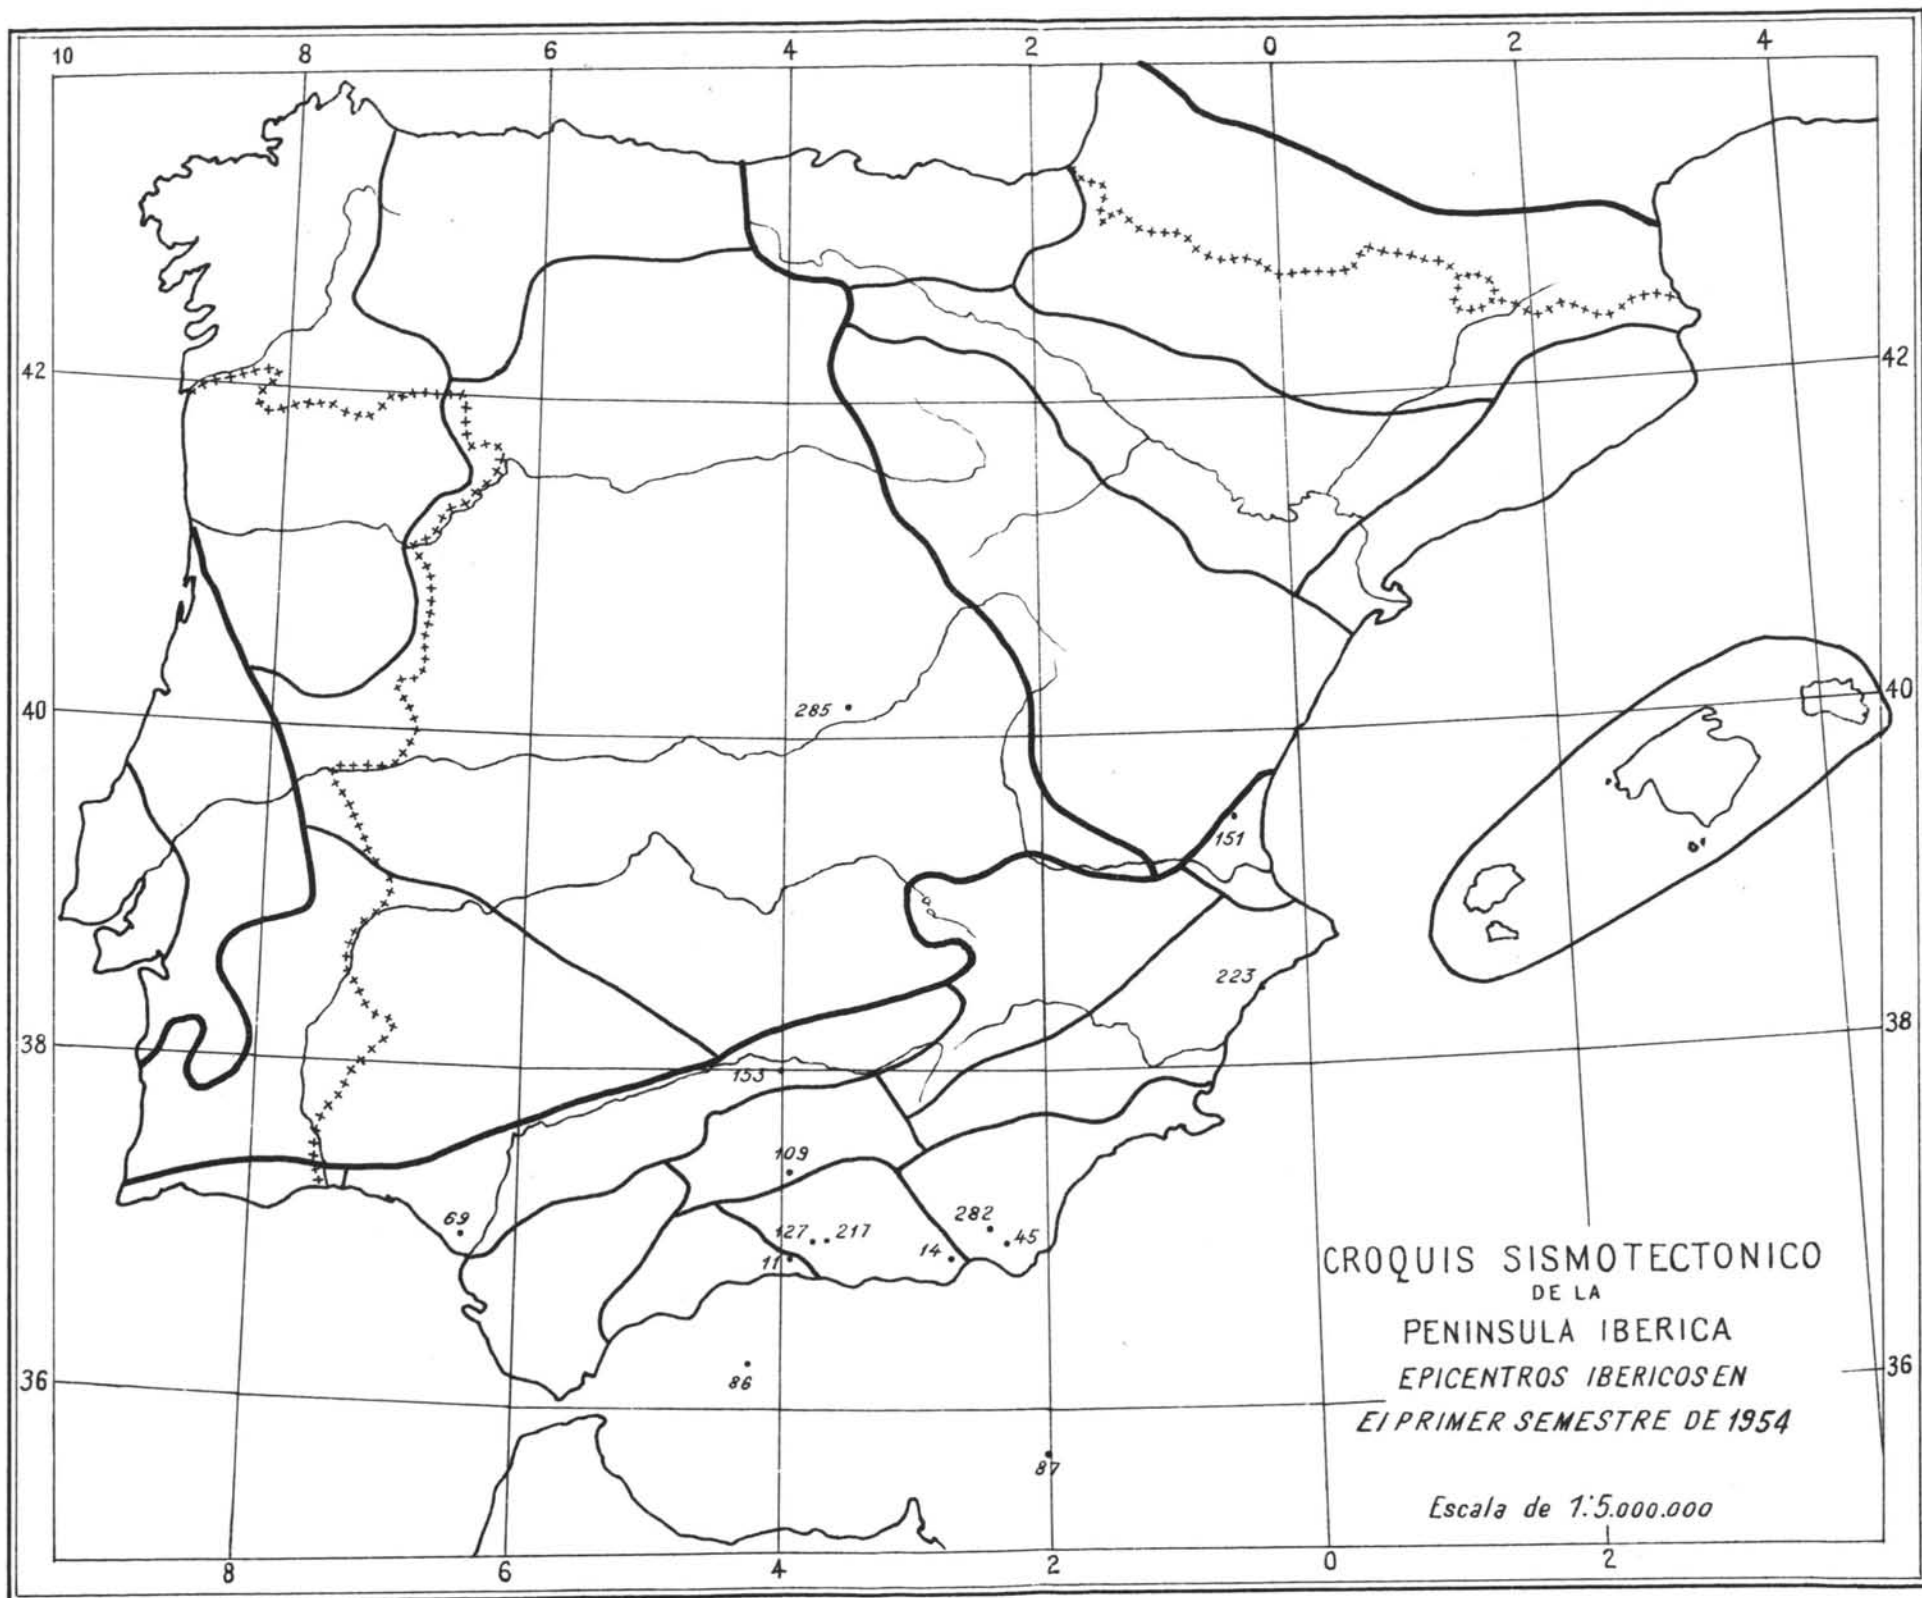 10 8 6 4 2 0 2 4
42 42
40 40
285
151
223
38 38
153
109
69
127 217
282
45
14
11
CROQUIS SISMOTECTONICO
DE LA
PENINSULA IBERICA
EPICENTROS IBERICOS EN
El PRIMER SEMESTRE DE 1954
36 36
86
87
Escala de 1:5.000.000
8 6 4 2 0 2